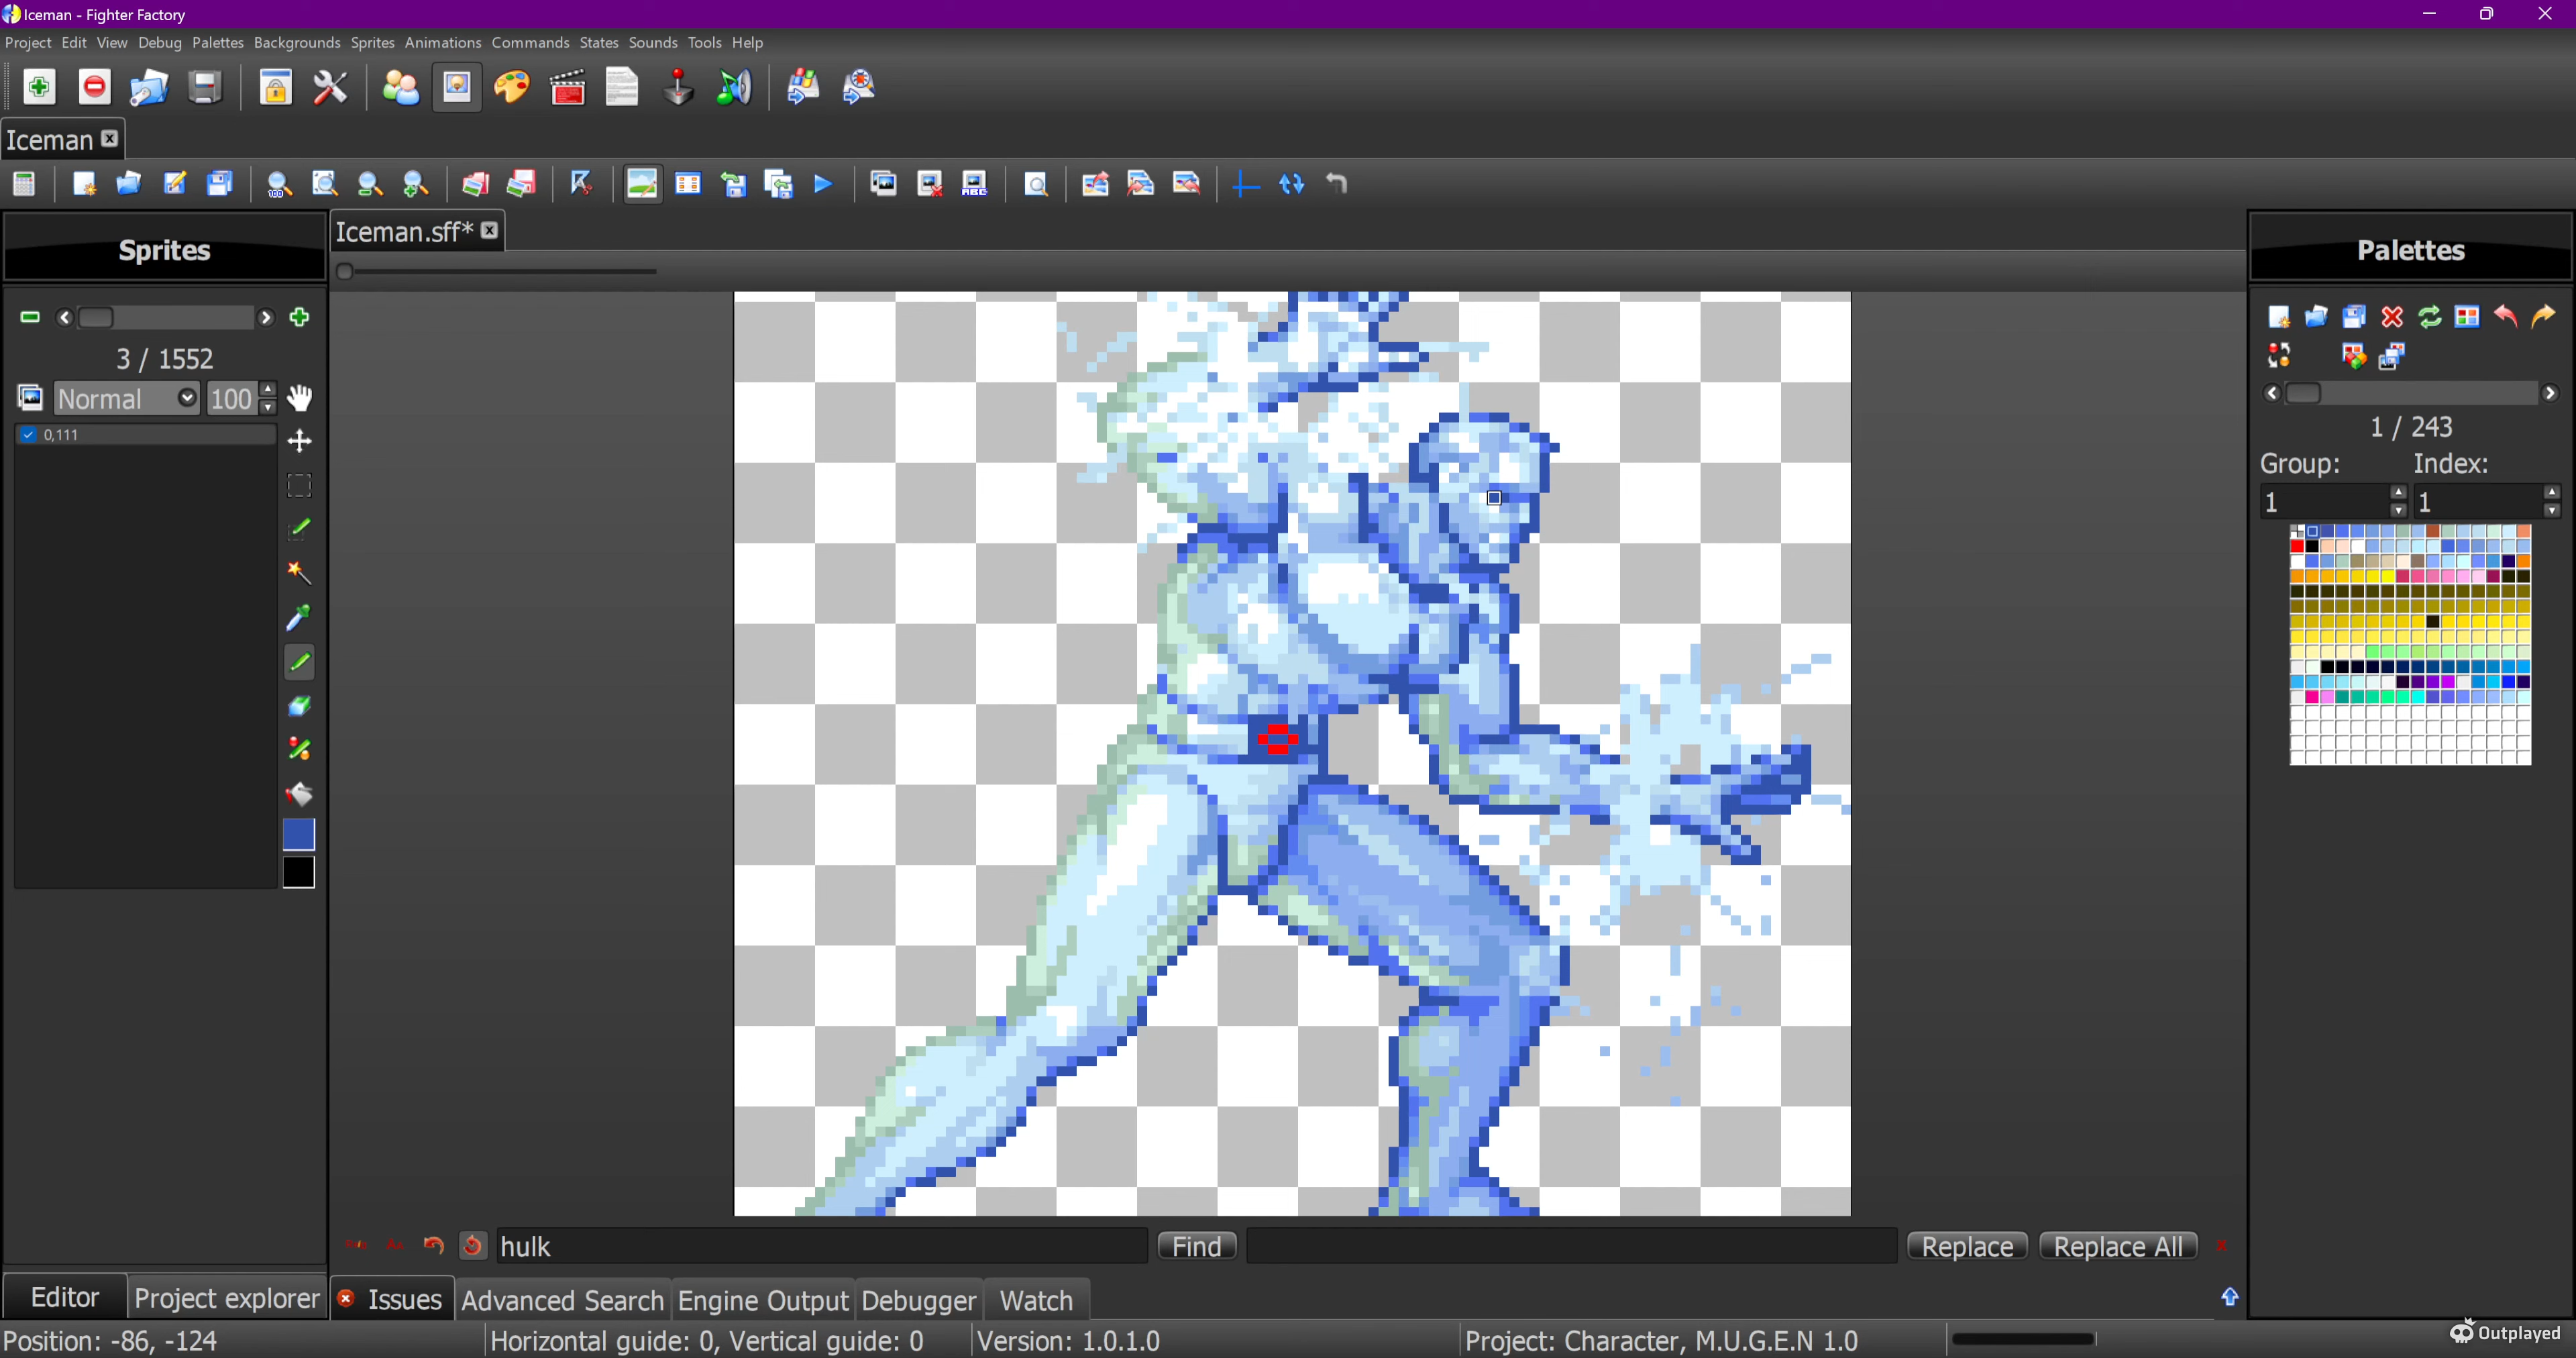 Iceman - Fighter Factory
Project Edit View Debug Palettes Backgrounds Sprites Animations Commands States Sounds Tools Help
Iceman
100
ABC
Sprites
Iceman.sff*
Palettes
3 / 1552
Normal 100
0,111
1 / 243
Group: Index:
1 1
hulk
Find
Replace
Replace All
Editor
Project explorer
Issues
Advanced Search
Engine Output
Debugger
Watch
Position: -86, -124
Horizontal guide: 0, Vertical guide: 0
Version: 1.0.1.0
Project: Character, M.U.G.E.N 1.0
Outplayed